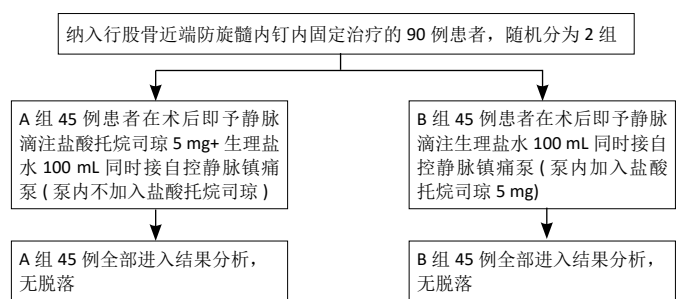 纳入行股骨近端防旋髓内钉内固定治疗的 90 例患者，随机分为 2 组
A 组 45 例患者在术后即予静脉
滴注盐酸托烷司琼 5 mg+ 生理盐
水 100 mL 同时接自控静脉镇痛
泵 ( 泵内不加入盐酸托烷司琼 )
B 组 45 例患者在术后即予静脉
滴注生理盐水 100 mL 同时接自
控静脉镇痛泵 ( 泵内加入盐酸
托烷司琼 5 mg)
A 组 45 例全部进入结果分析，
无脱落
B 组 45 例全部进入结果分析，
无脱落